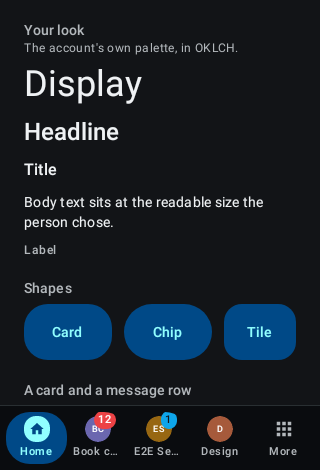 Your look
The account's own palette, in OKLCH.
Display
Headline
Title
Body text sits at the readable size the
person chose.
Label
Shapes
Card
Chip
Tile
A card and a message row
12
1
ES
D
Home
Book c…
E2E Se…
Design
More